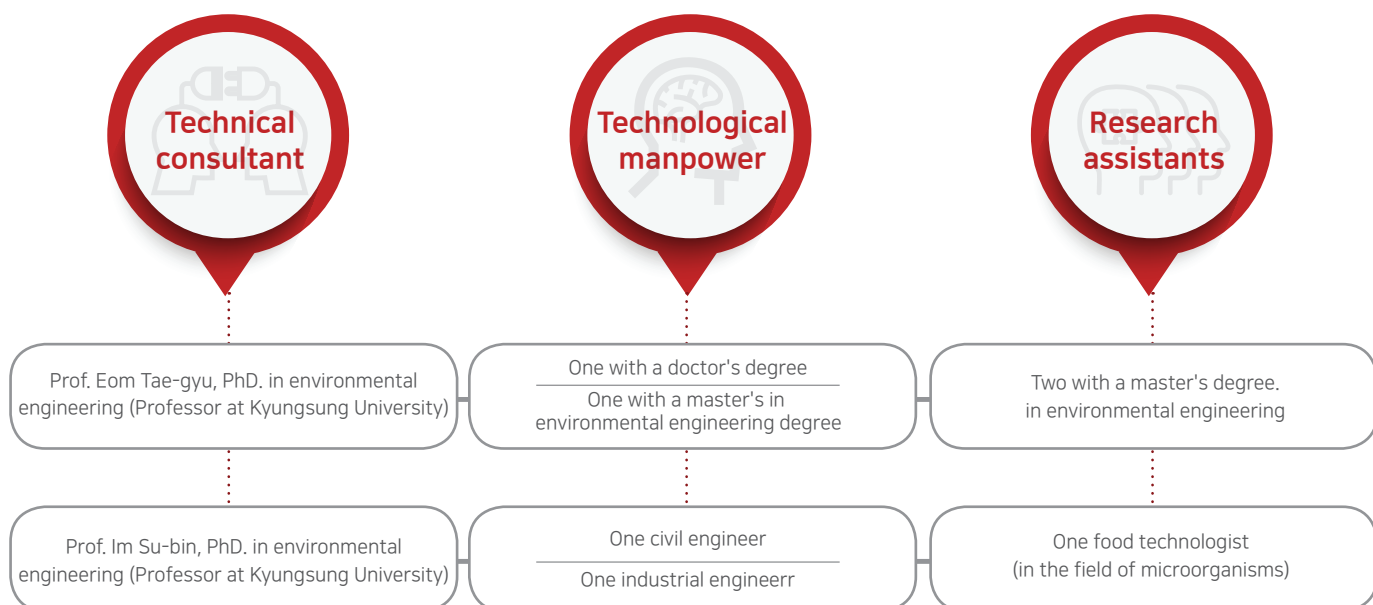 Technical
consultant
Technological
manpower
Research
assistants
Prof. Eom Tae-gyu, PhD. in environmental
engineering (Professor at Kyungsung University)
One with a doctor's degree
One with a master's in
environmental engineering degree
Two with a master's degree.
in environmental engineering
Prof. Im Su-bin, PhD. in environmental
engineering (Professor at Kyungsung University)
One civil engineer
One industrial engineerr
One food technologist
(in the field of microorganisms)